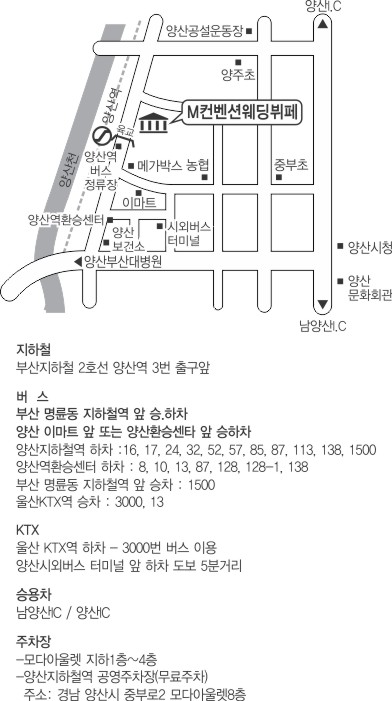 양산I.C
양산공설운동장
양주초
양산역
M컨벤션웨딩뷔페
양산천
양산역
버스
정류장
메가박스
농협
중부초
이마트
양산역환승센터
양산
보건소
시외버스
터미널
양산시청
양산부산대병원
양산
문화회관
남양산I.C
지하철
부산지하철 2호선 양산역 3번 출구앞
버 스
부산 명륜동 지하철역 앞 승.하차
양산 이마트 앞 또는 양산환승센타 앞 승하차
양산지하철역 하차 :16, 17, 24, 32, 52, 57, 85, 87, 113, 138, 1500
양산역환승센터 하차 : 8, 10, 13, 87, 128, 128-1, 138
부산 명륜동 지하철역 앞 승차 : 1500
울산KTX역 승차 : 3000, 13
KTX
울산 KTX역 하차 - 3000번 버스 이용
양산시외버스 터미널 앞 하차 도보 5분거리
승용차
남양산IC / 양산IC
주차장
-모다아울렛 지하1층~4층
-양산지하철역 공영주차장(무료주차)
주소: 경남 양산시 중부로2 모다아울렛8층